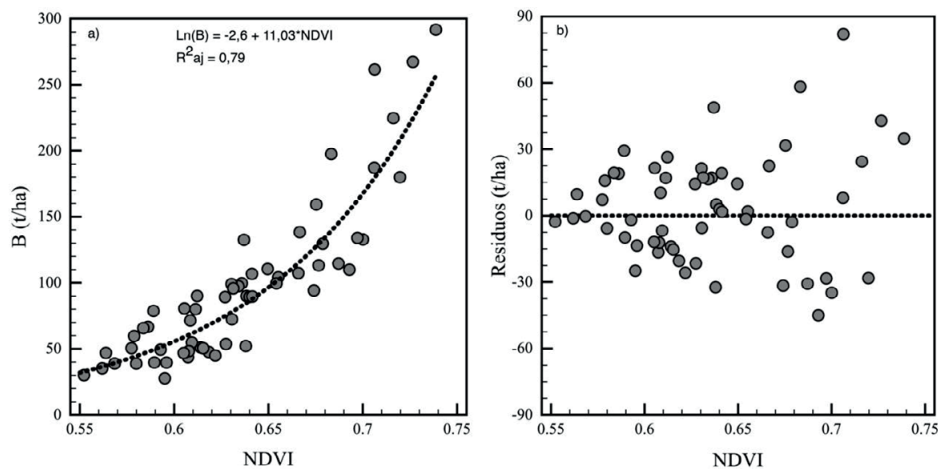 a)
Ln(B) = -2,6 + 11,03*NDVI
R²aj = 0,79
B (t/ha)
300
250
200
150
100
50
0
0.55 0.6 0.65 0.7 0.75
NDVI
b)
Residuos (t/ha)
90
60
30
0
-30
-60
-90
0.55 0.6 0.65 0.7 0.75
NDVI